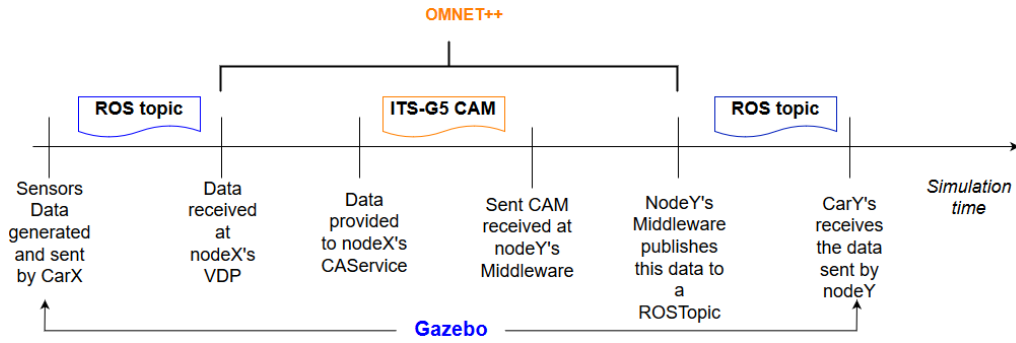 OMNET++
ROS topic
ITS-G5 CAM
ROS topic
Sensors
Data
generated
and sent
by CarX
Data
received
at
nodeX's
VDP
Data
provided
to nodeX's
CAService
Sent CAM
received at
nodeY's
Middleware
NodeY's
Middleware
publishes
this data to
a
ROSTopic
CarY's
receives
the data
sent by
nodeY
Simulation
time
Gazebo